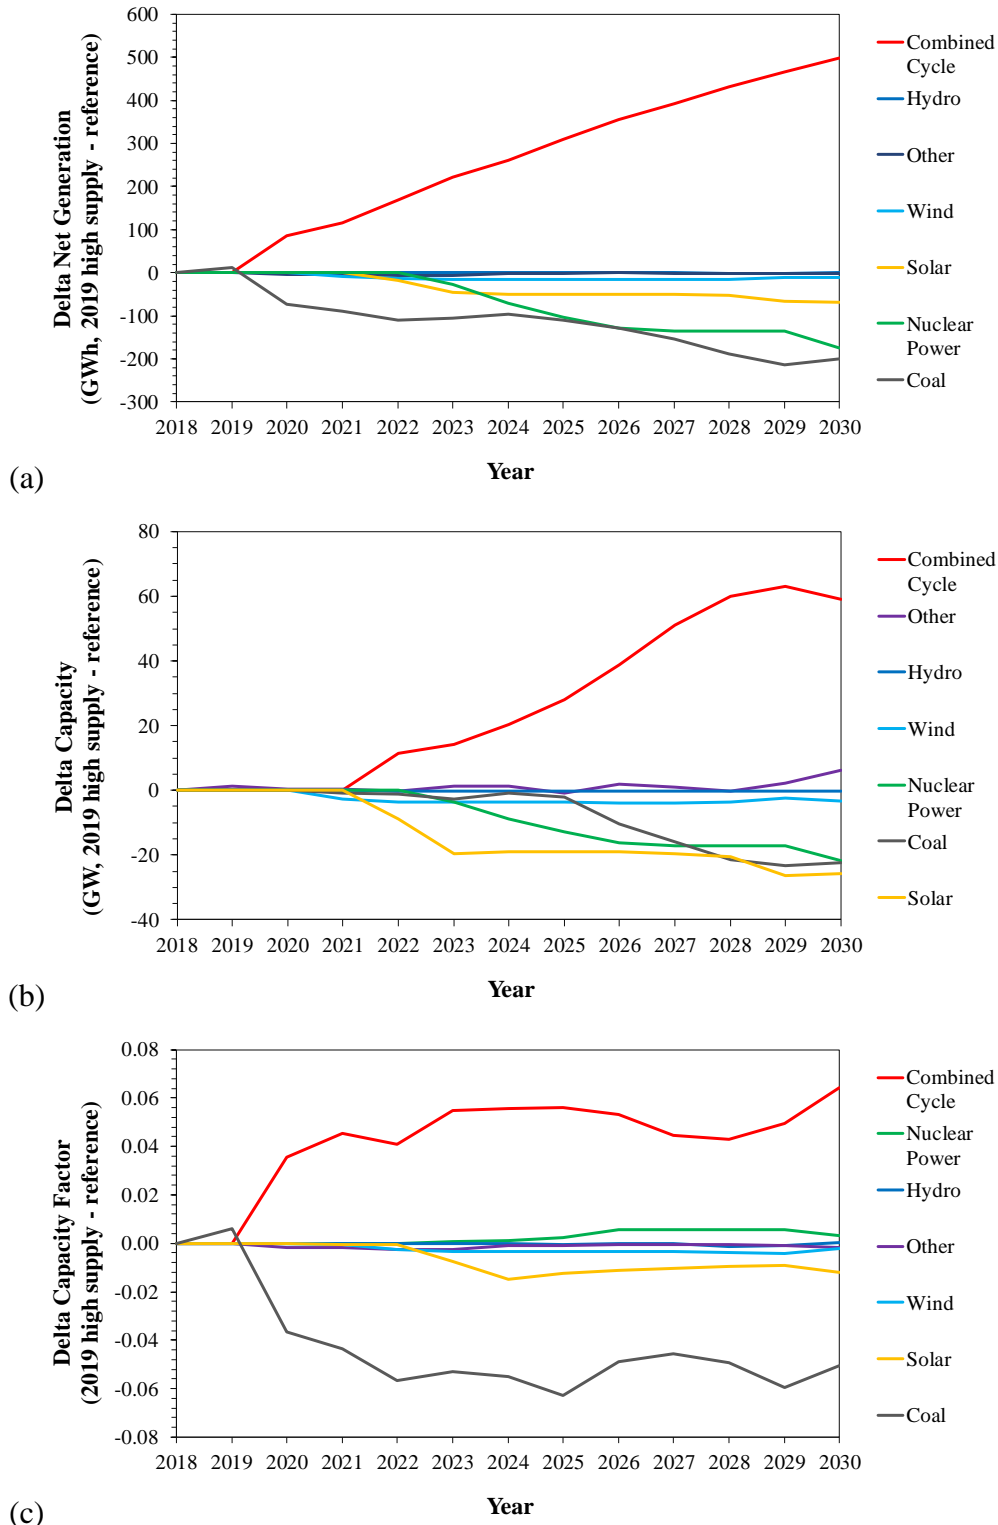 600
500
400
300
200
100
0
-100
-200
-300
Delta Net Generation
(GWh, 2019 high supply - reference)
2018 2019 2020 2021 2022 2023 2024 2025 2026 2027 2028 2029 2030
Year
Combined
Cycle
Hydro
Other
Wind
Solar
Nuclear
Power
Coal
(a)
80
60
40
20
0
-20
-40
Delta Capacity
(GW, 2019 high supply - reference)
2018 2019 2020 2021 2022 2023 2024 2025 2026 2027 2028 2029 2030
Year
Combined
Cycle
Other
Hydro
Wind
Nuclear
Power
Coal
Solar
(b)
0.08
0.06
0.04
0.02
0.00
-0.02
-0.04
-0.06
-0.08
Delta Capacity Factor
(2019 high supply - reference)
2018 2019 2020 2021 2022 2023 2024 2025 2026 2027 2028 2029 2030
Year
Combined
Cycle
Nuclear
Power
Hydro
Other
Wind
Solar
Coal
(c)